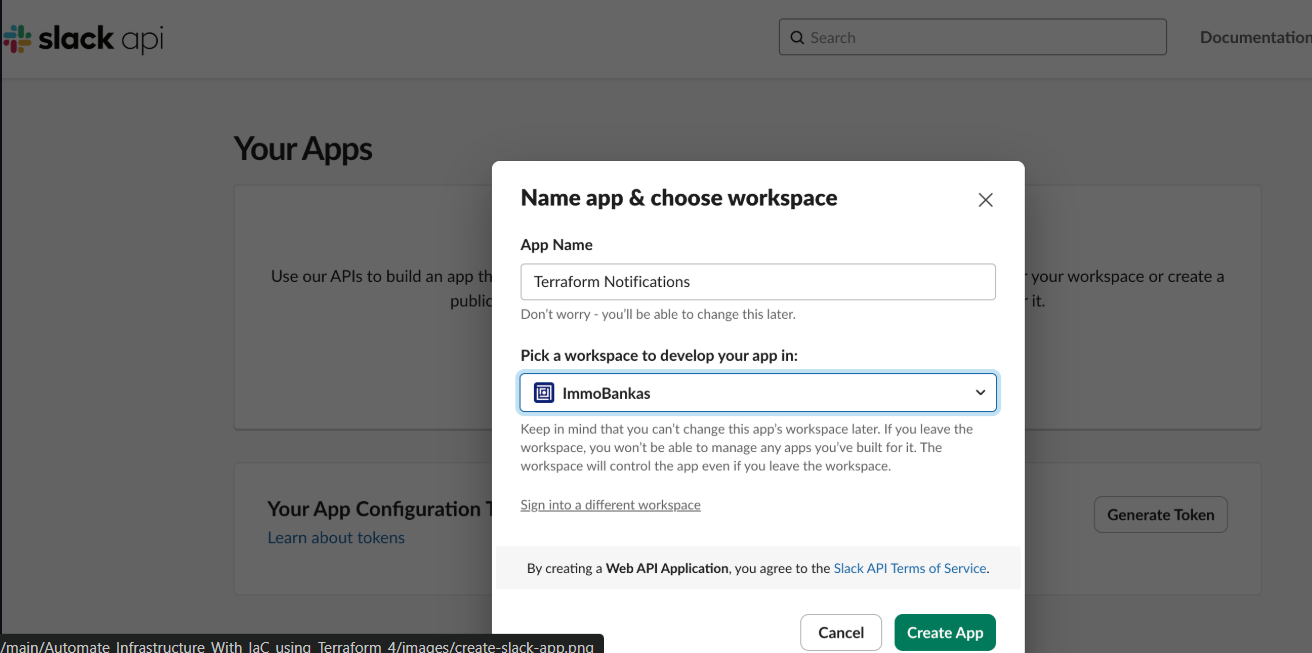 slack api
Search
Documentation
Your Apps
Name app & choose workspace
App Name
Use our APIs to build an app th
Terraform Notifications
your workspace or create a
public
it.
Don't worry - you'll be able to change this later.
Pick a workspace to develop your app in:
ImmoBankas
Keep in mind that you can't change this app's workspace later. If you leave the
workspace, you won't be able to manage any apps you've built for it. The
workspace will control the app even if you leave the workspace.
Your App Configuration T
Sign into a different workspace
Generate Token
Learn about tokens
By creating a Web API Application, you agree to the Slack API Terms of Service.
Cancel
Create App
/main/Automate_Infrastructure_With_IaC_using_Terraform_4/images/create-slack-app.png